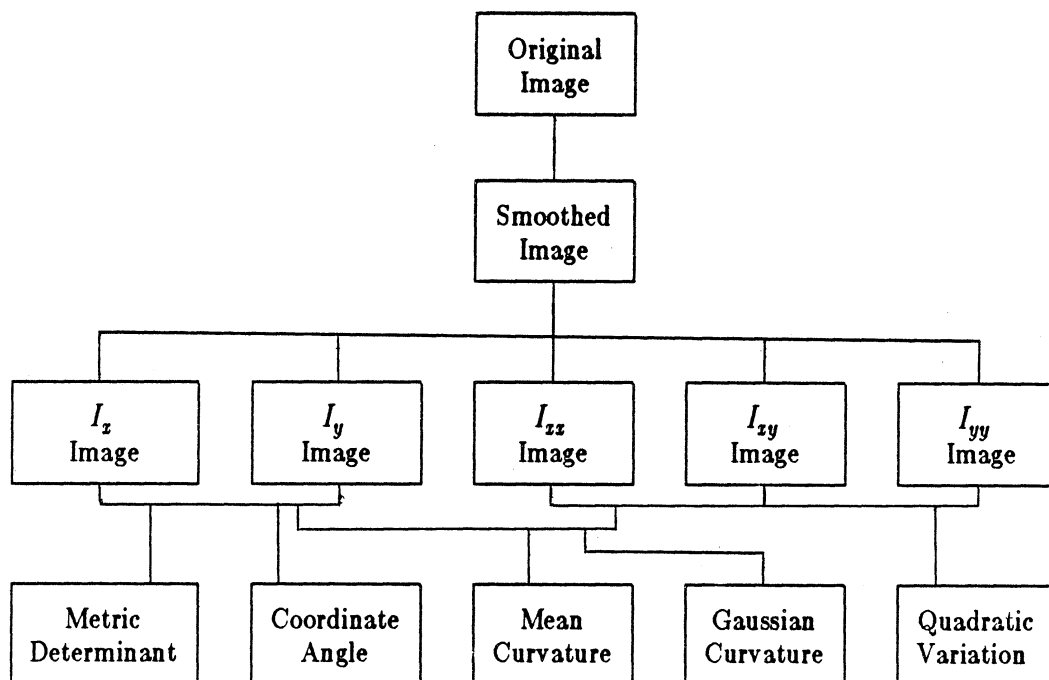 Original
Image
Smoothed
Image
I_x
Image
I_y
Image
I_xx
Image
I_xy
Image
I_yy
Image
Metric
Determinant
Coordinate
Angle
Mean
Curvature
Gaussian
Curvature
Quadratic
Variation